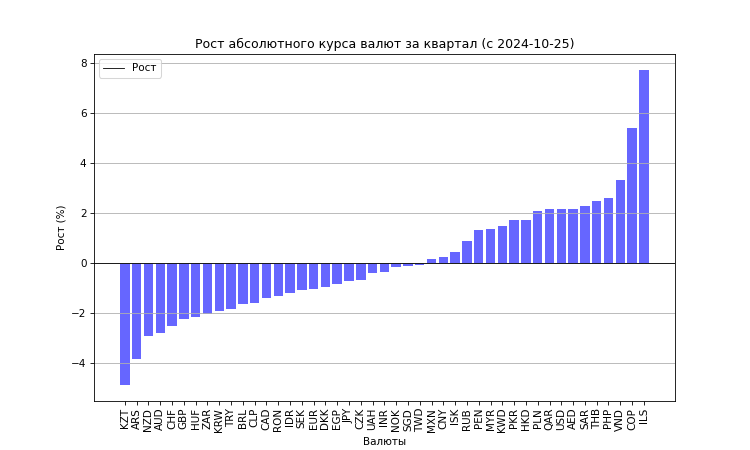 Рост абсолютного курса валют за квартал (с 2024-10-25)
Рост
8
6
4
2
0
−2
−4
Рост (%)
KZT ARS NZD AUD CHF GBP HUF ZAR KRW TRY BRL CLP CAD RON IDR SEK EUR DKK EGP JPY CZK UAH INR NOK SGD TWD MXN CNY ISK RUB PEN MYR KWD PKR HKD PLN QAR USD AED SAR THB PHP VND COP ILS
Валюты